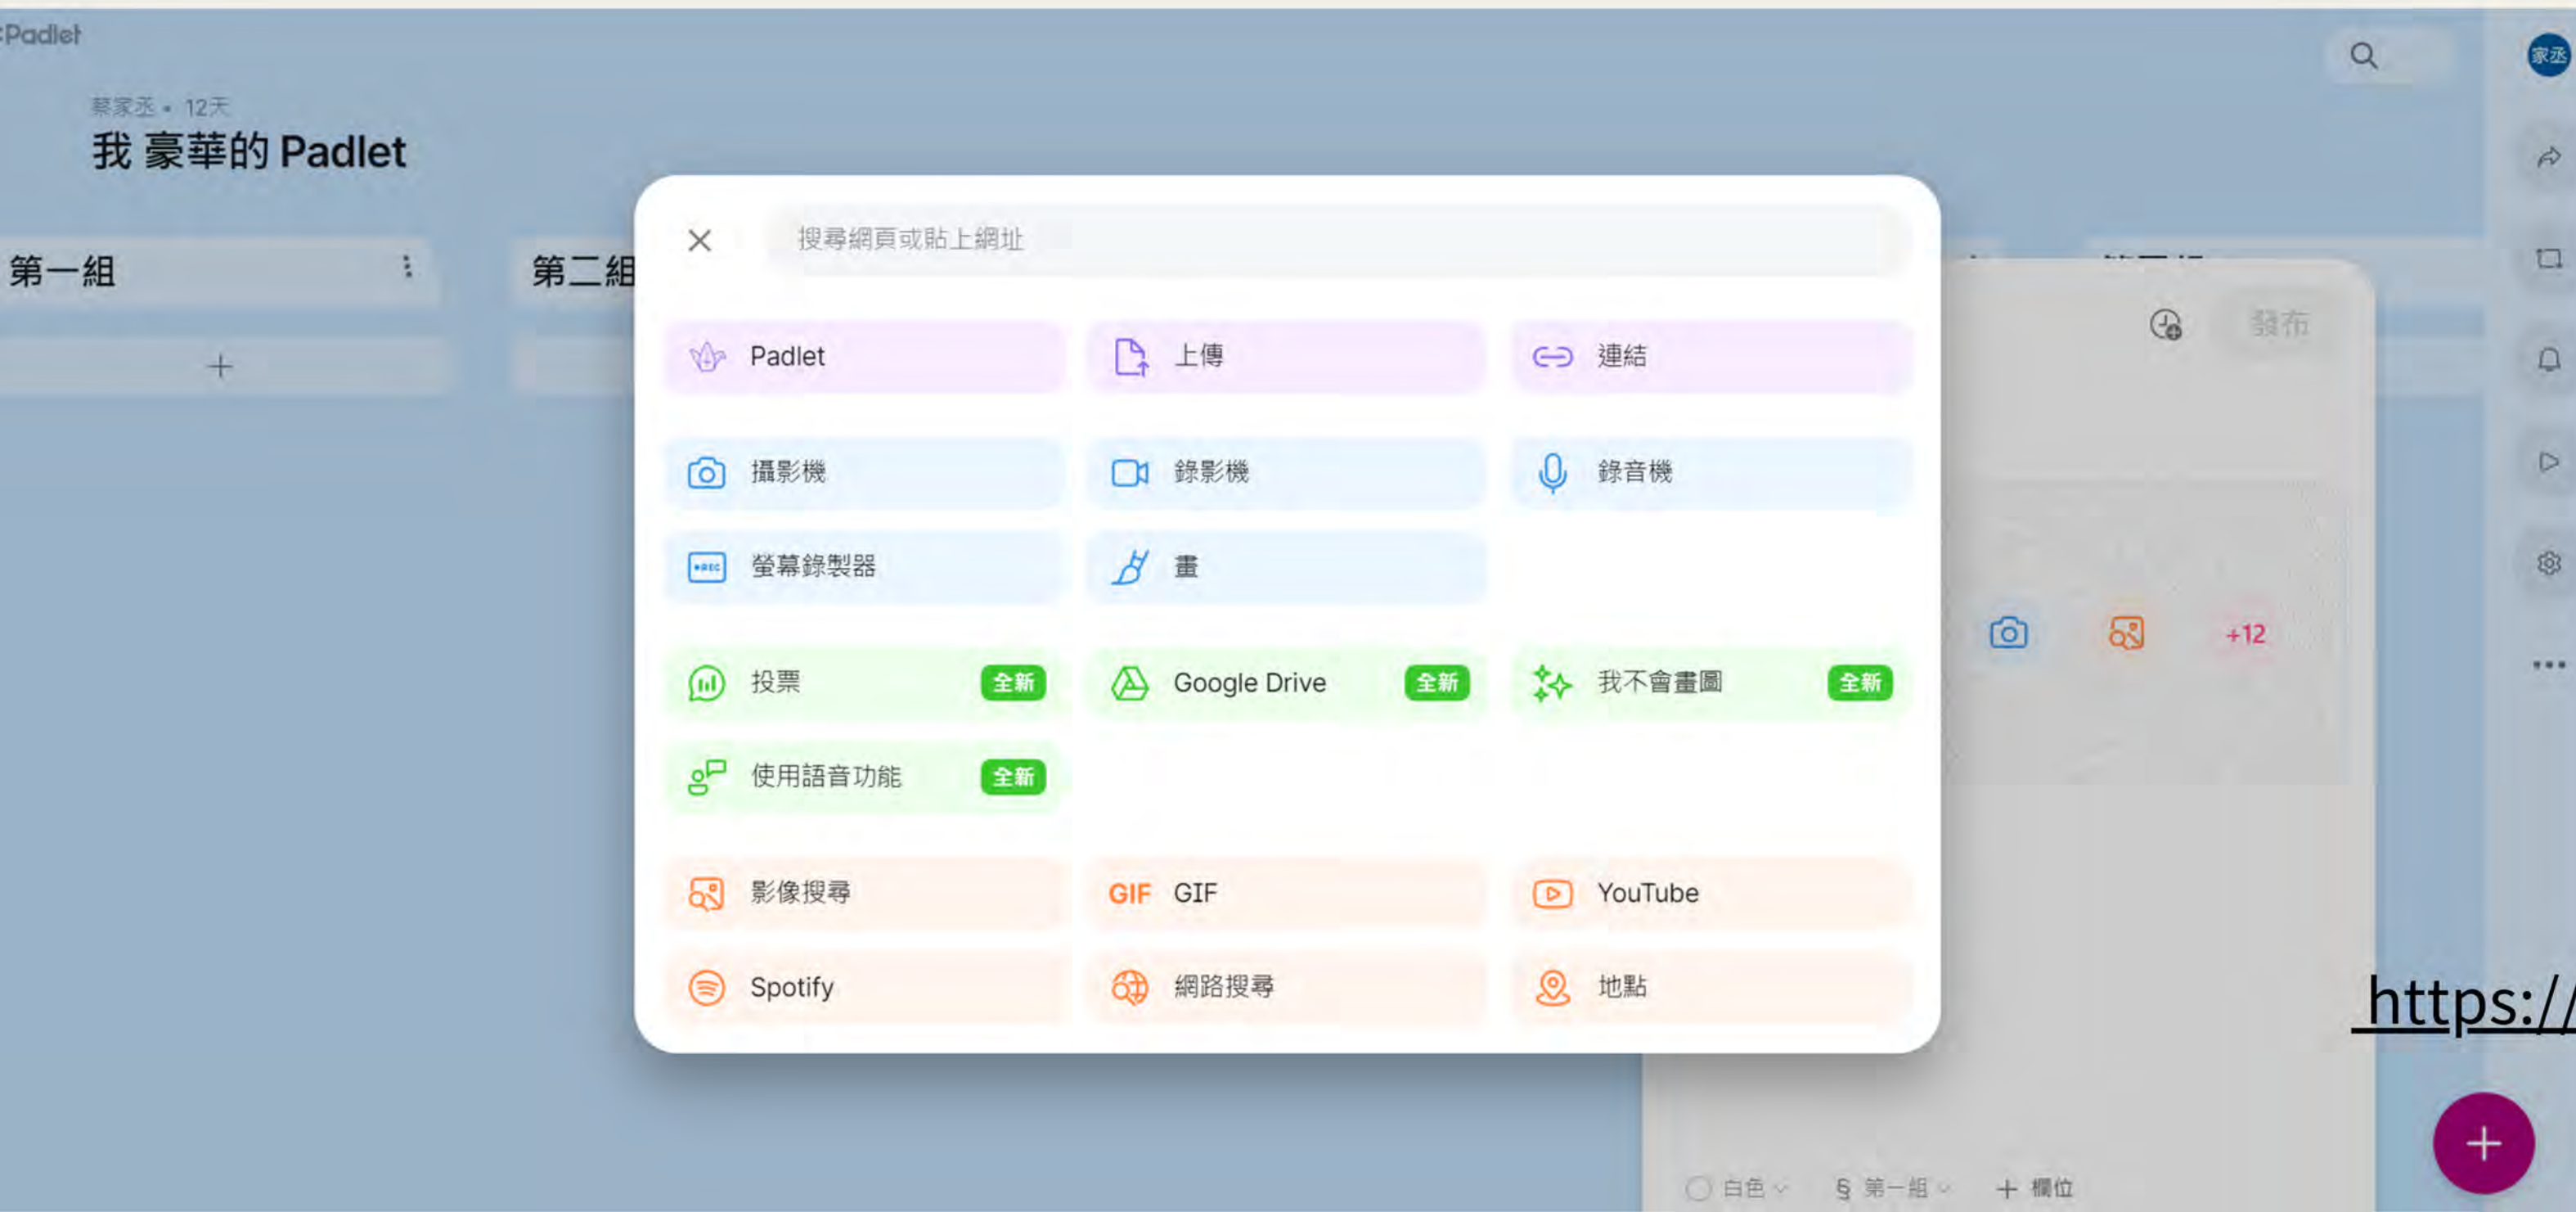 Padlet
蔡家丞 • 12天
我 豪華的 Padlet
家丞
第一組
第二組
搜尋網頁或貼上網址
發布
Padlet
上傳
連結
攝影機
錄影機
錄音機
REC
螢幕錄製器
畫
投票 全新
Google Drive 全新
我不會畫圖 全新
使用語音功能 全新
+12
影像搜尋
GIF GIF
YouTube
Spotify
網路搜尋
地點
https://
白色
§ 第一組
+ 欄位